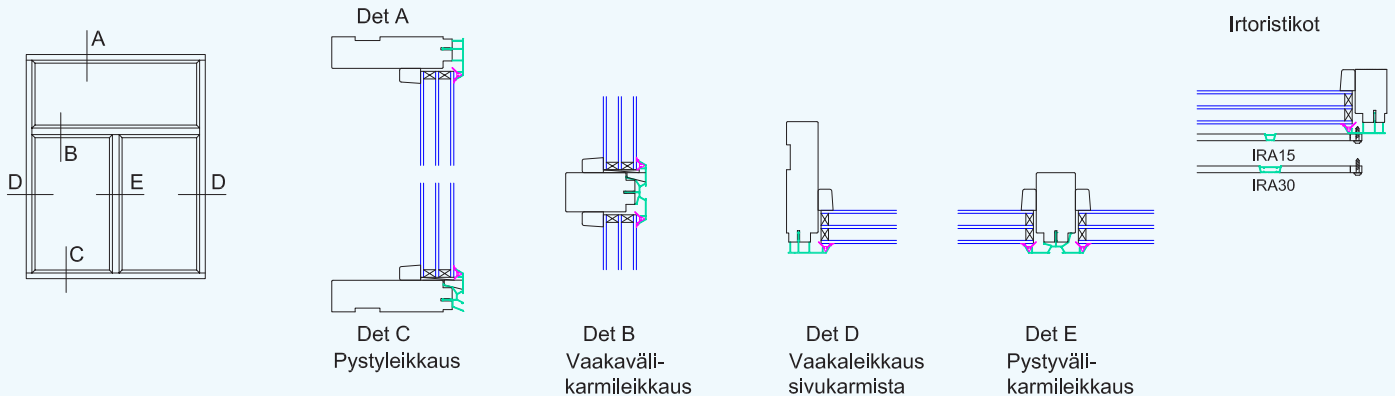 A
B
D
E
D
C
Det A
Det C
Pystyleikkaus
Det B
Vaakaväli-
karmileikkaus
Det D
Vaakaleikkaus
sivukarmista
Det E
Pystyväli-
karmileikkaus
Irtoristikot
IRA15
IRA30